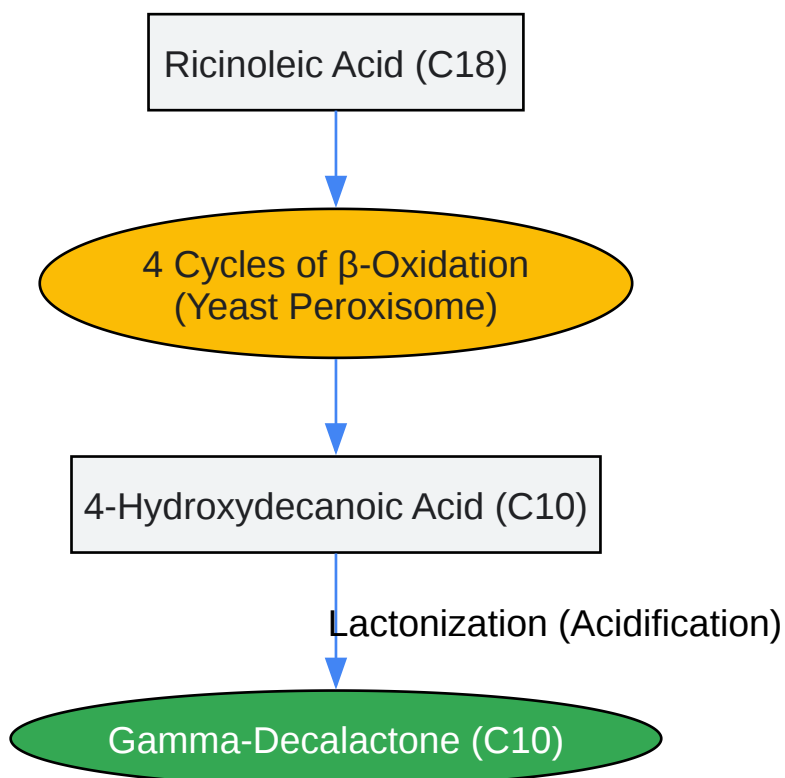 Ricinoleic Acid (C18)
4 Cycles of β-Oxidation
(Yeast Peroxisome)
4-Hydroxydecanoic Acid (C10)
Lactonization (Acidification)
Gamma-Decalactone (C10)